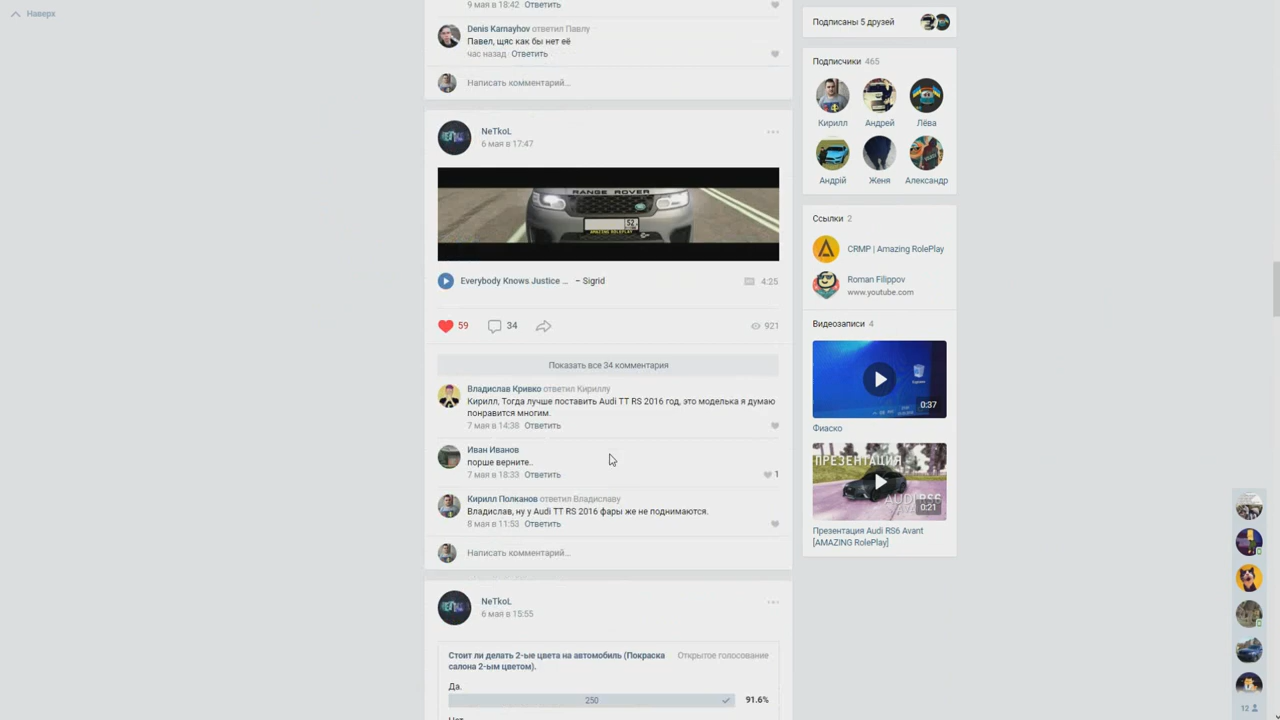 Наверх
9 мая в 18:42 Ответить
Denis Karnayhov ответил Павлу
Павел, щяс как бы нет её
час назад Ответить
Написать комментарий...
NeTkoL
6 мая в 17:47
RANGE ROVER
52
AMAZING ROLEPLAY
Everybody Knows Justice ... – Sigrid 4:25
59 34 921
Показать все 34 комментария
Владислав Кривко ответил Кириллу
Кирилл, Тогда лучше поставить Audi TT RS 2016 год, это моделька я думаю
понравится многим.
7 мая в 14:38 Ответить
Иван Иванов
порше верните..
7 мая в 18:33 Ответить 1
Кирилл Полканов ответил Владиславу
Владислав, ну у Audi TT RS 2016 фары же не поднимаются.
8 мая в 11:53 Ответить
Написать комментарий...
NeTkoL
6 мая в 15:55
Стоит ли делать 2-ые цвета на автомобиль (Покраска
салона 2-ым цветом).
Открытое голосование
Да.
250 91.6%
Подписаны 5 друзей
Подписчики 465
Кирилл Андрей Лёва
Андрій Женя Александр
Ссылки 2
CRMP | Amazing RolePlay
Roman Filippov
www.youtube.com
Видеозаписи 4
0:37
Фиаско
ПРЕЗЕНТАЦИЯ
0:21
Презентация Audi RS6 Avant
[AMAZING RolePlay]
12